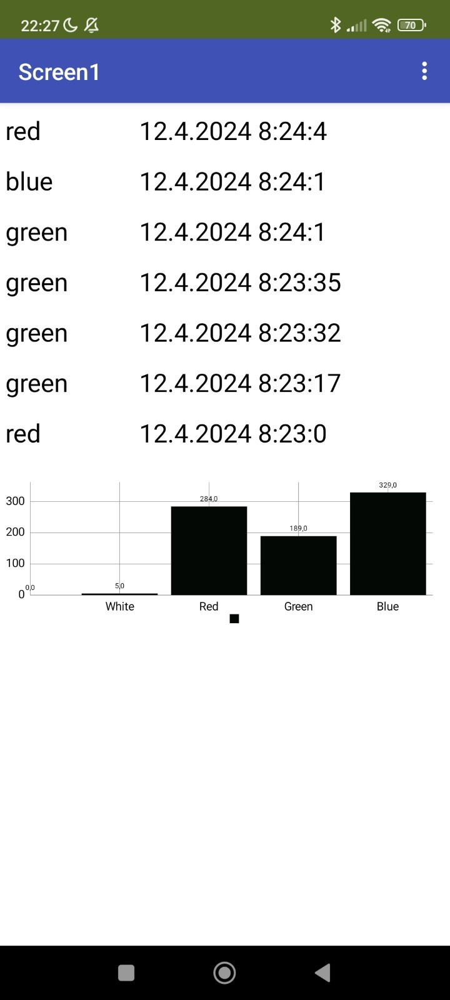 22:27 70
Screen1
red 12.4.2024 8:24:4
blue 12.4.2024 8:24:1
green 12.4.2024 8:24:1
green 12.4.2024 8:23:35
green 12.4.2024 8:23:32
green 12.4.2024 8:23:17
red 12.4.2024 8:23:0
329,0
300 284,0
200 189,0
100
0 0,0 5,0
White Red Green Blue